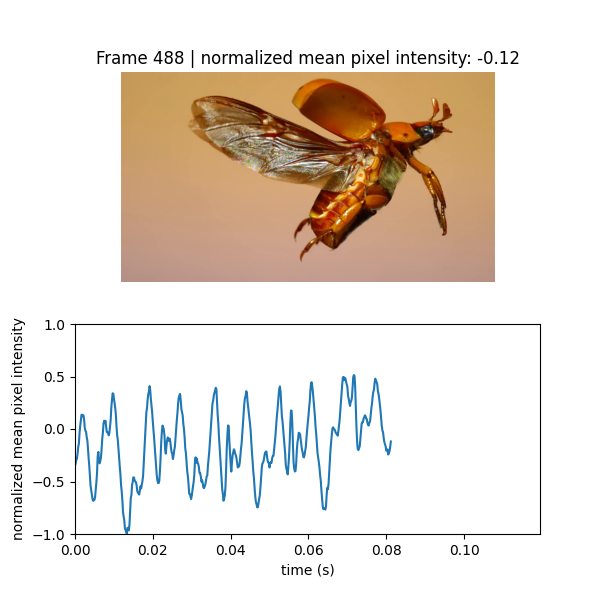 Frame 488 | normalized mean pixel intensity: -0.12
1.0
0.5
0.0
−0.5
−1.0
normalized mean pixel intensity
0.00 0.02 0.04 0.06 0.08 0.10
time (s)